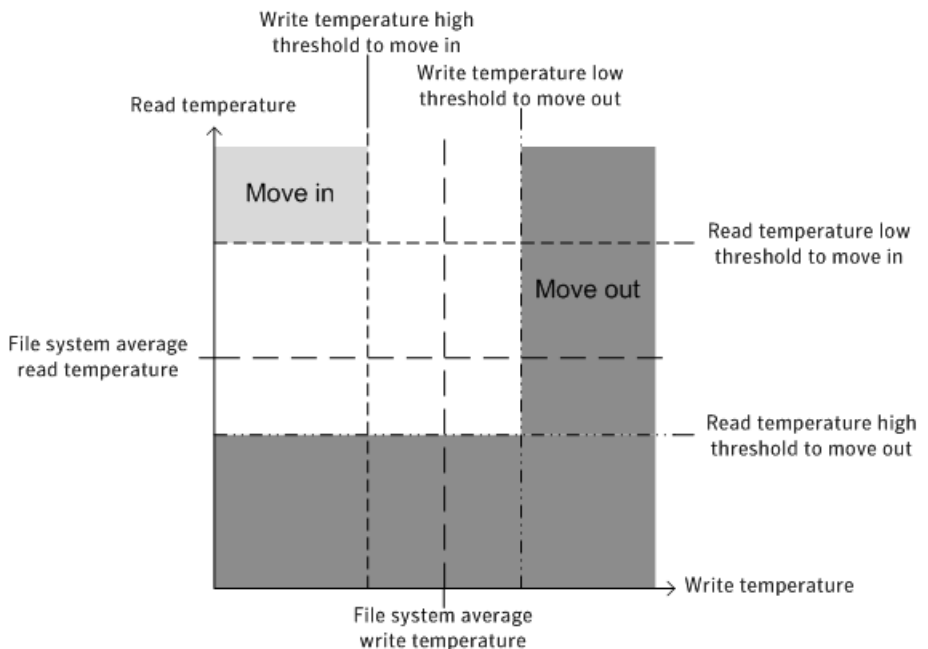 Write temperature high
threshold to move in
Write temperature low
threshold to move out
Read temperature
Move in
Read temperature low
threshold to move in
Move out
File system average
read temperature
Read temperature high
threshold to move out
Write temperature
File system average
write temperature